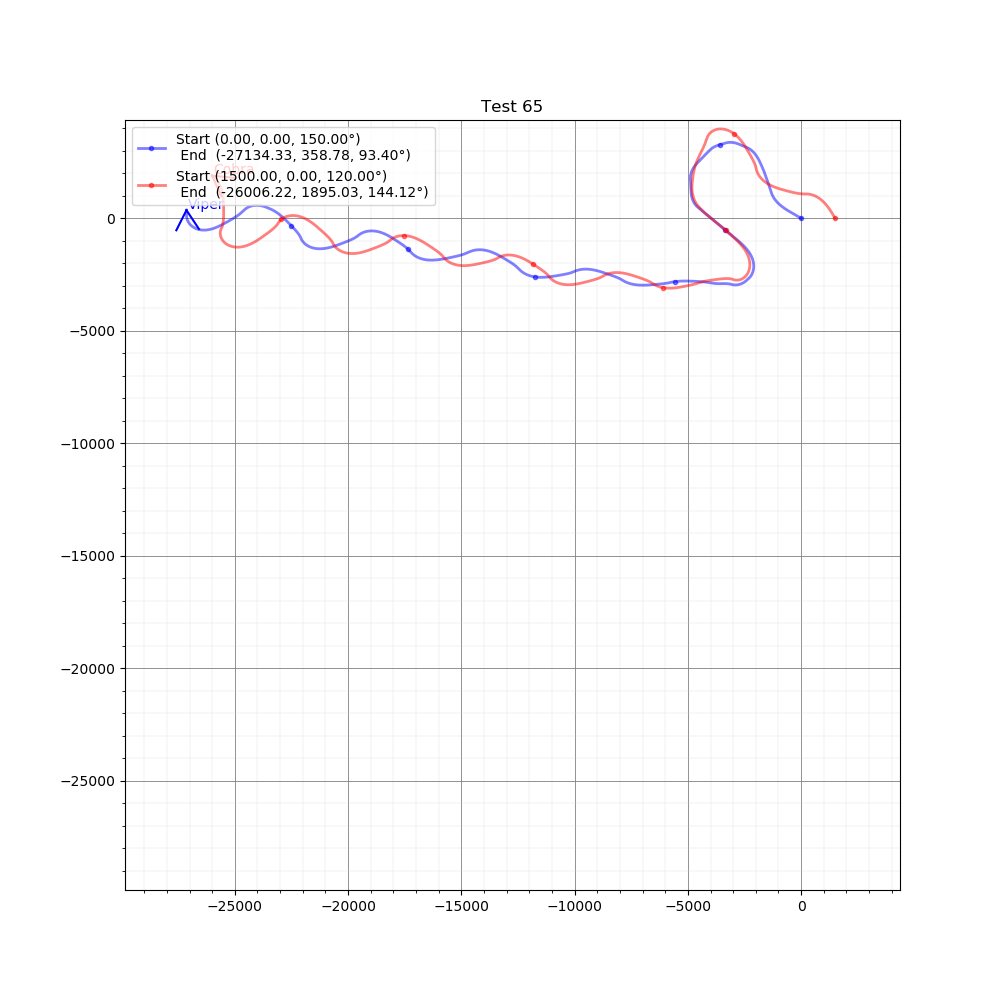 Test 65
Start (0.00, 0.00, 150.00°)
End (-27134.33, 358.78, 93.40°)
Start (1500.00, 0.00, 120.00°)
End (-26006.22, 1895.03, 144.12°)
Cobra
Viper
0
−5000
−10000
−15000
−20000
−25000
−25000
−20000
−15000
−10000
−5000
0